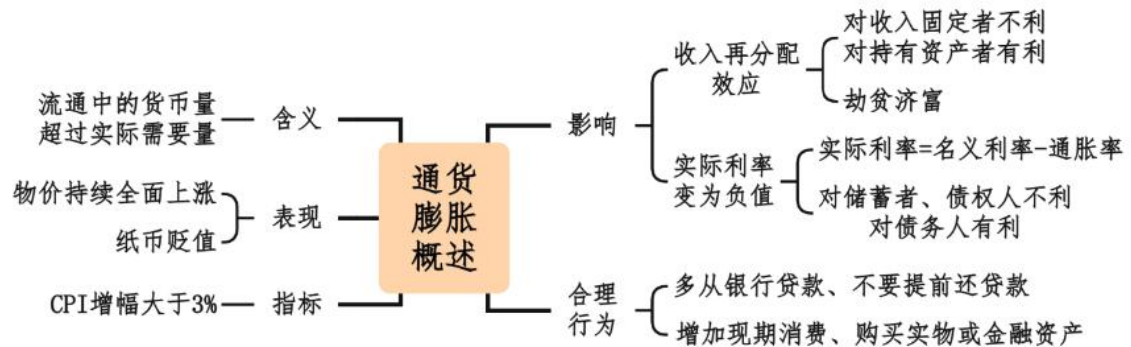 通货
膨胀
概述
含义
流通中的货币量
超过实际需要量
表现
物价持续全面上涨
纸币贬值
指标
CPI增幅大于3%
影响
收入再分配
效应
对收入固定者不利
对持有资产者有利
劫贫济富
实际利率
变为负值
实际利率=名义利率-通胀率
对储蓄者、债权人不利
对债务人有利
合理
行为
多从银行贷款、不要提前还贷款
增加现期消费、购买实物或金融资产